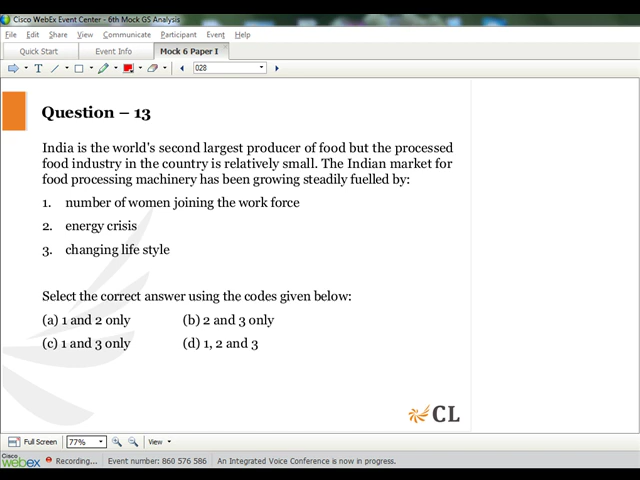 Cisco WebEx Event Center - 6th Mock GS Analysis
File Edit Share View Communicate Participant Event Help
Quick Start Event Info Mock 6 Paper I
T 028
Question – 13
India is the world's second largest producer of food but the processed
food industry in the country is relatively small. The Indian market for
food processing machinery has been growing steadily fuelled by:
1. number of women joining the work force
2. energy crisis
3. changing life style
Select the correct answer using the codes given below:
(a) 1 and 2 only (b) 2 and 3 only
(c) 1 and 3 only (d) 1, 2 and 3
CL
Full Screen 77% View
Cisco
webex Recording... Event number: 860 576 586 An Integrated Voice Conference is now in progress.